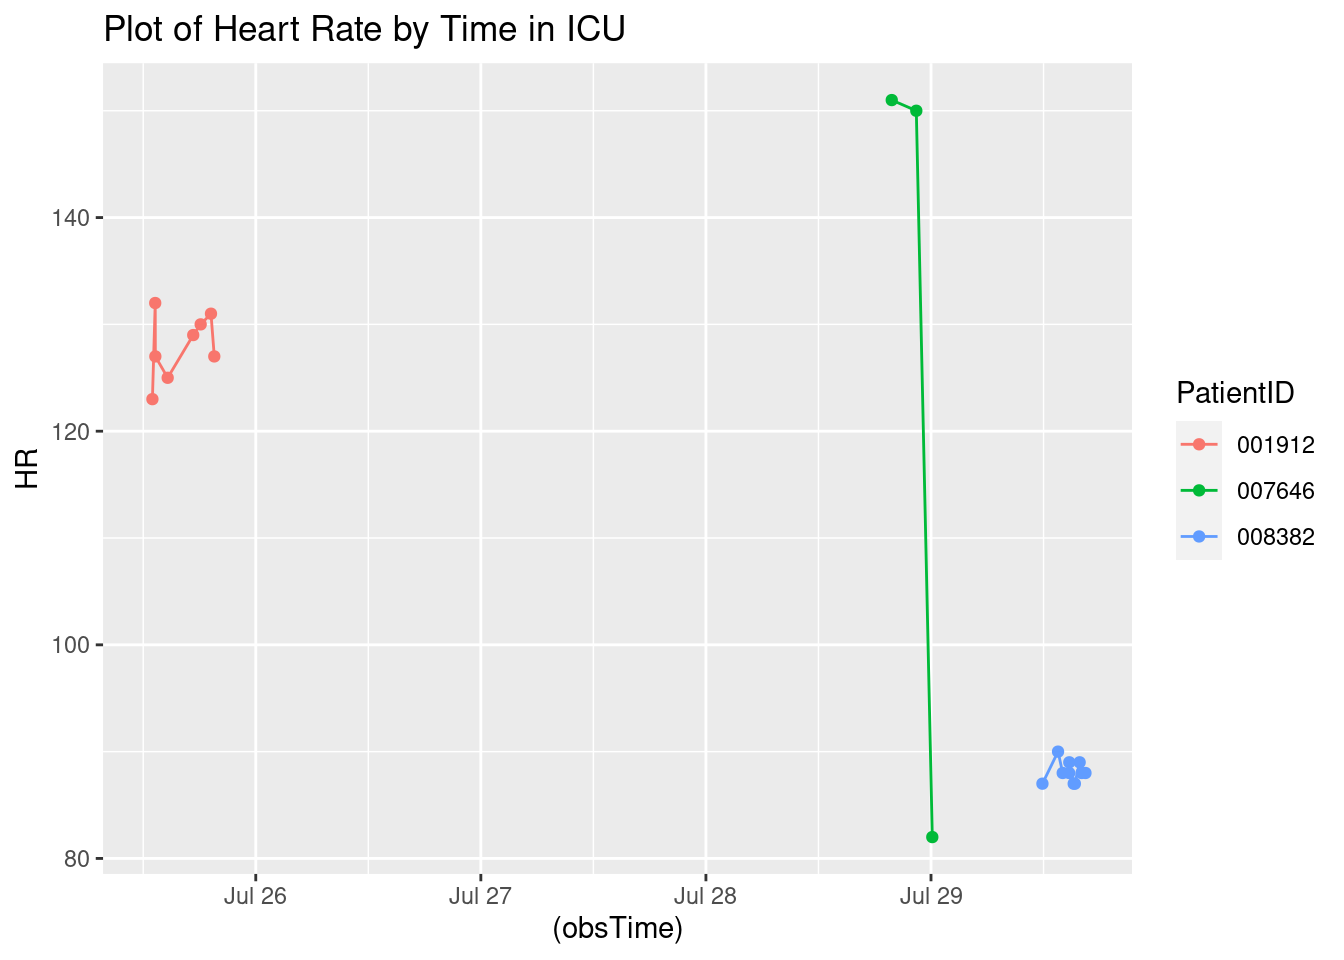 Plot of Heart Rate by Time in ICU
140
120
100
80
HR
Jul 26
Jul 27
Jul 28
Jul 29
(obsTime)
PatientID
001912
007646
008382